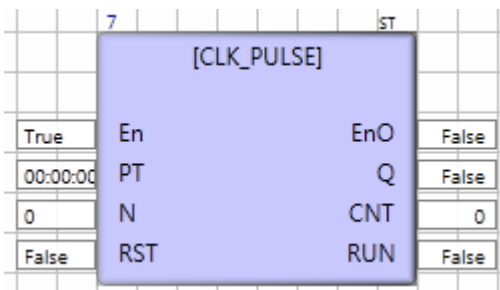 7 ST
[CLK_PULSE]
True En EnO False
00:00:00 PT Q False
0 N CNT 0
False RST RUN False